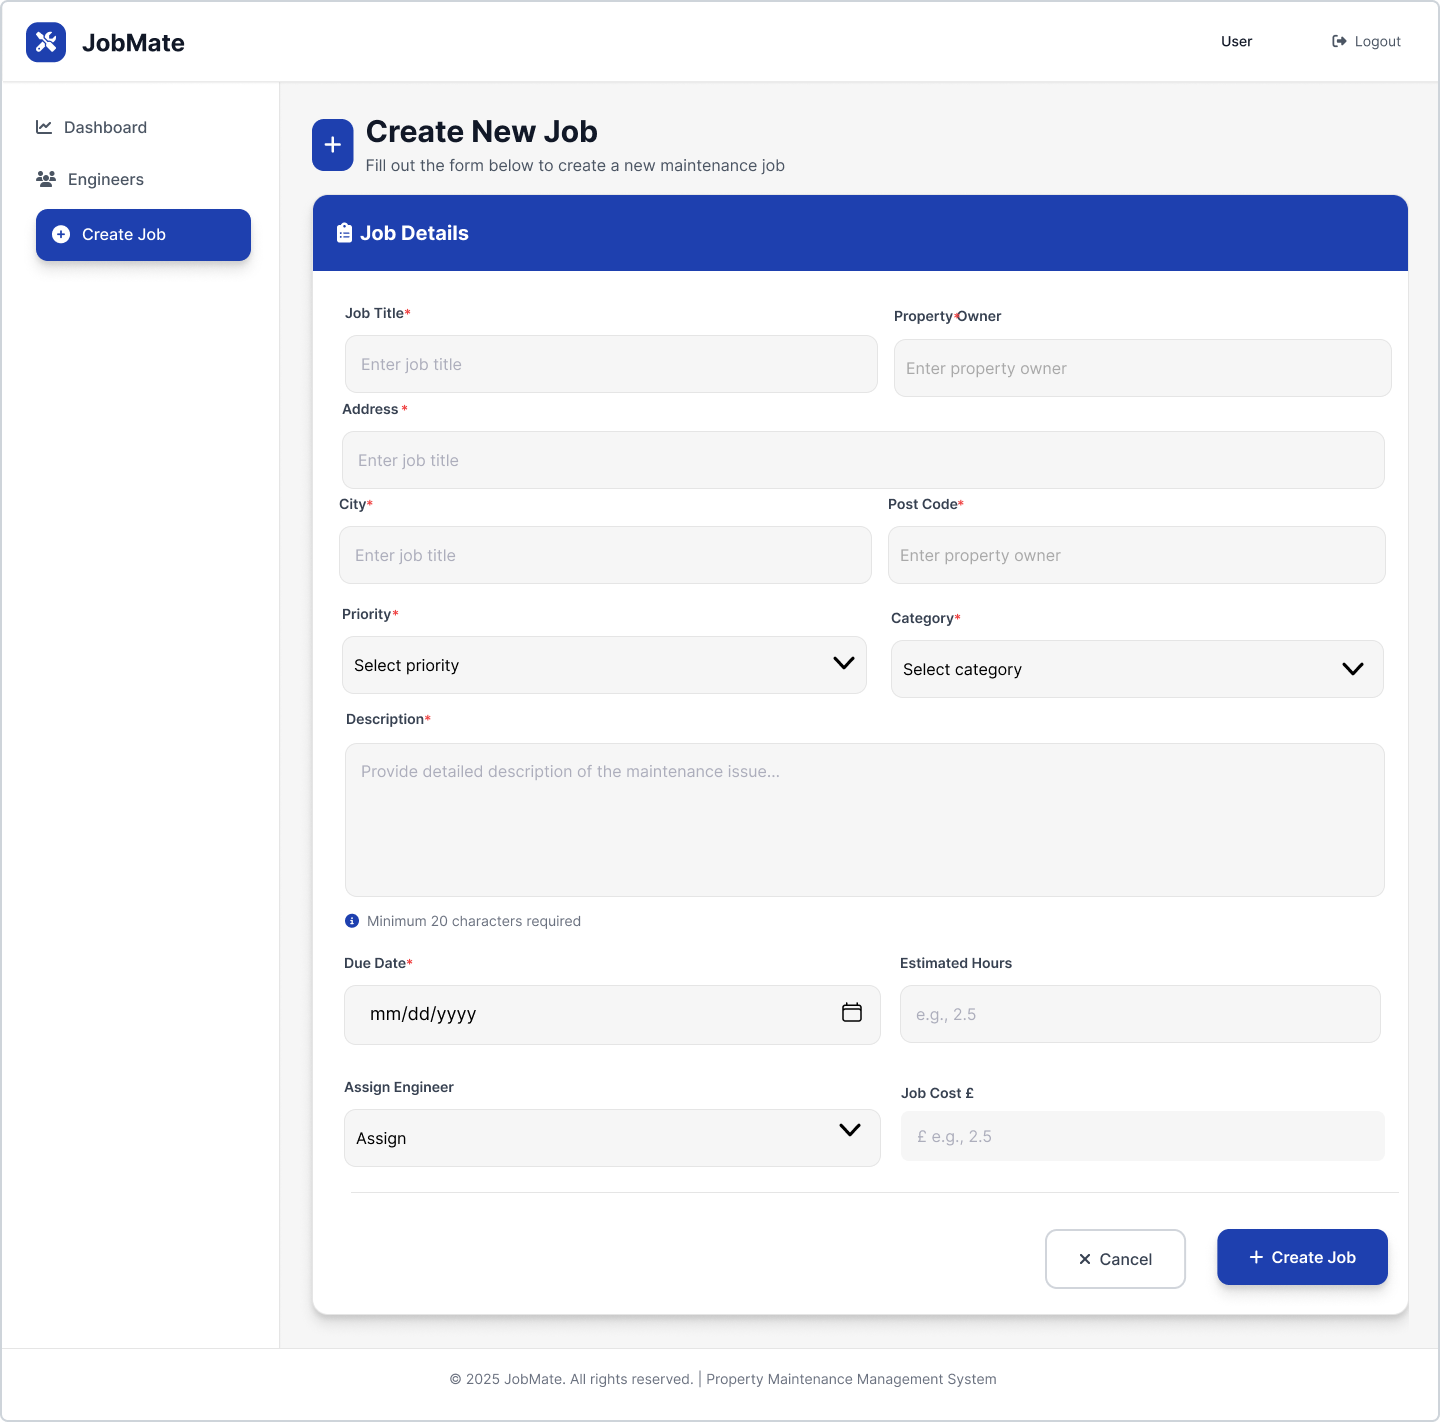 JobMate
User
Logout
Dashboard
Engineers
Create Job
Create New Job
Fill out the form below to create a new maintenance job
Job Details
Job Title*
Property*Owner
Enter job title
Enter property owner
Address *
Enter job title
City*
Post Code*
Enter job title
Enter property owner
Priority*
Category*
Select priority
Select category
Description*
Provide detailed description of the maintenance issue...
Minimum 20 characters required
Due Date*
Estimated Hours
mm/dd/yyyy
e.g., 2.5
Assign Engineer
Job Cost £
Assign
£ e.g., 2.5
Cancel
Create Job
© 2025 JobMate. All rights reserved. | Property Maintenance Management System